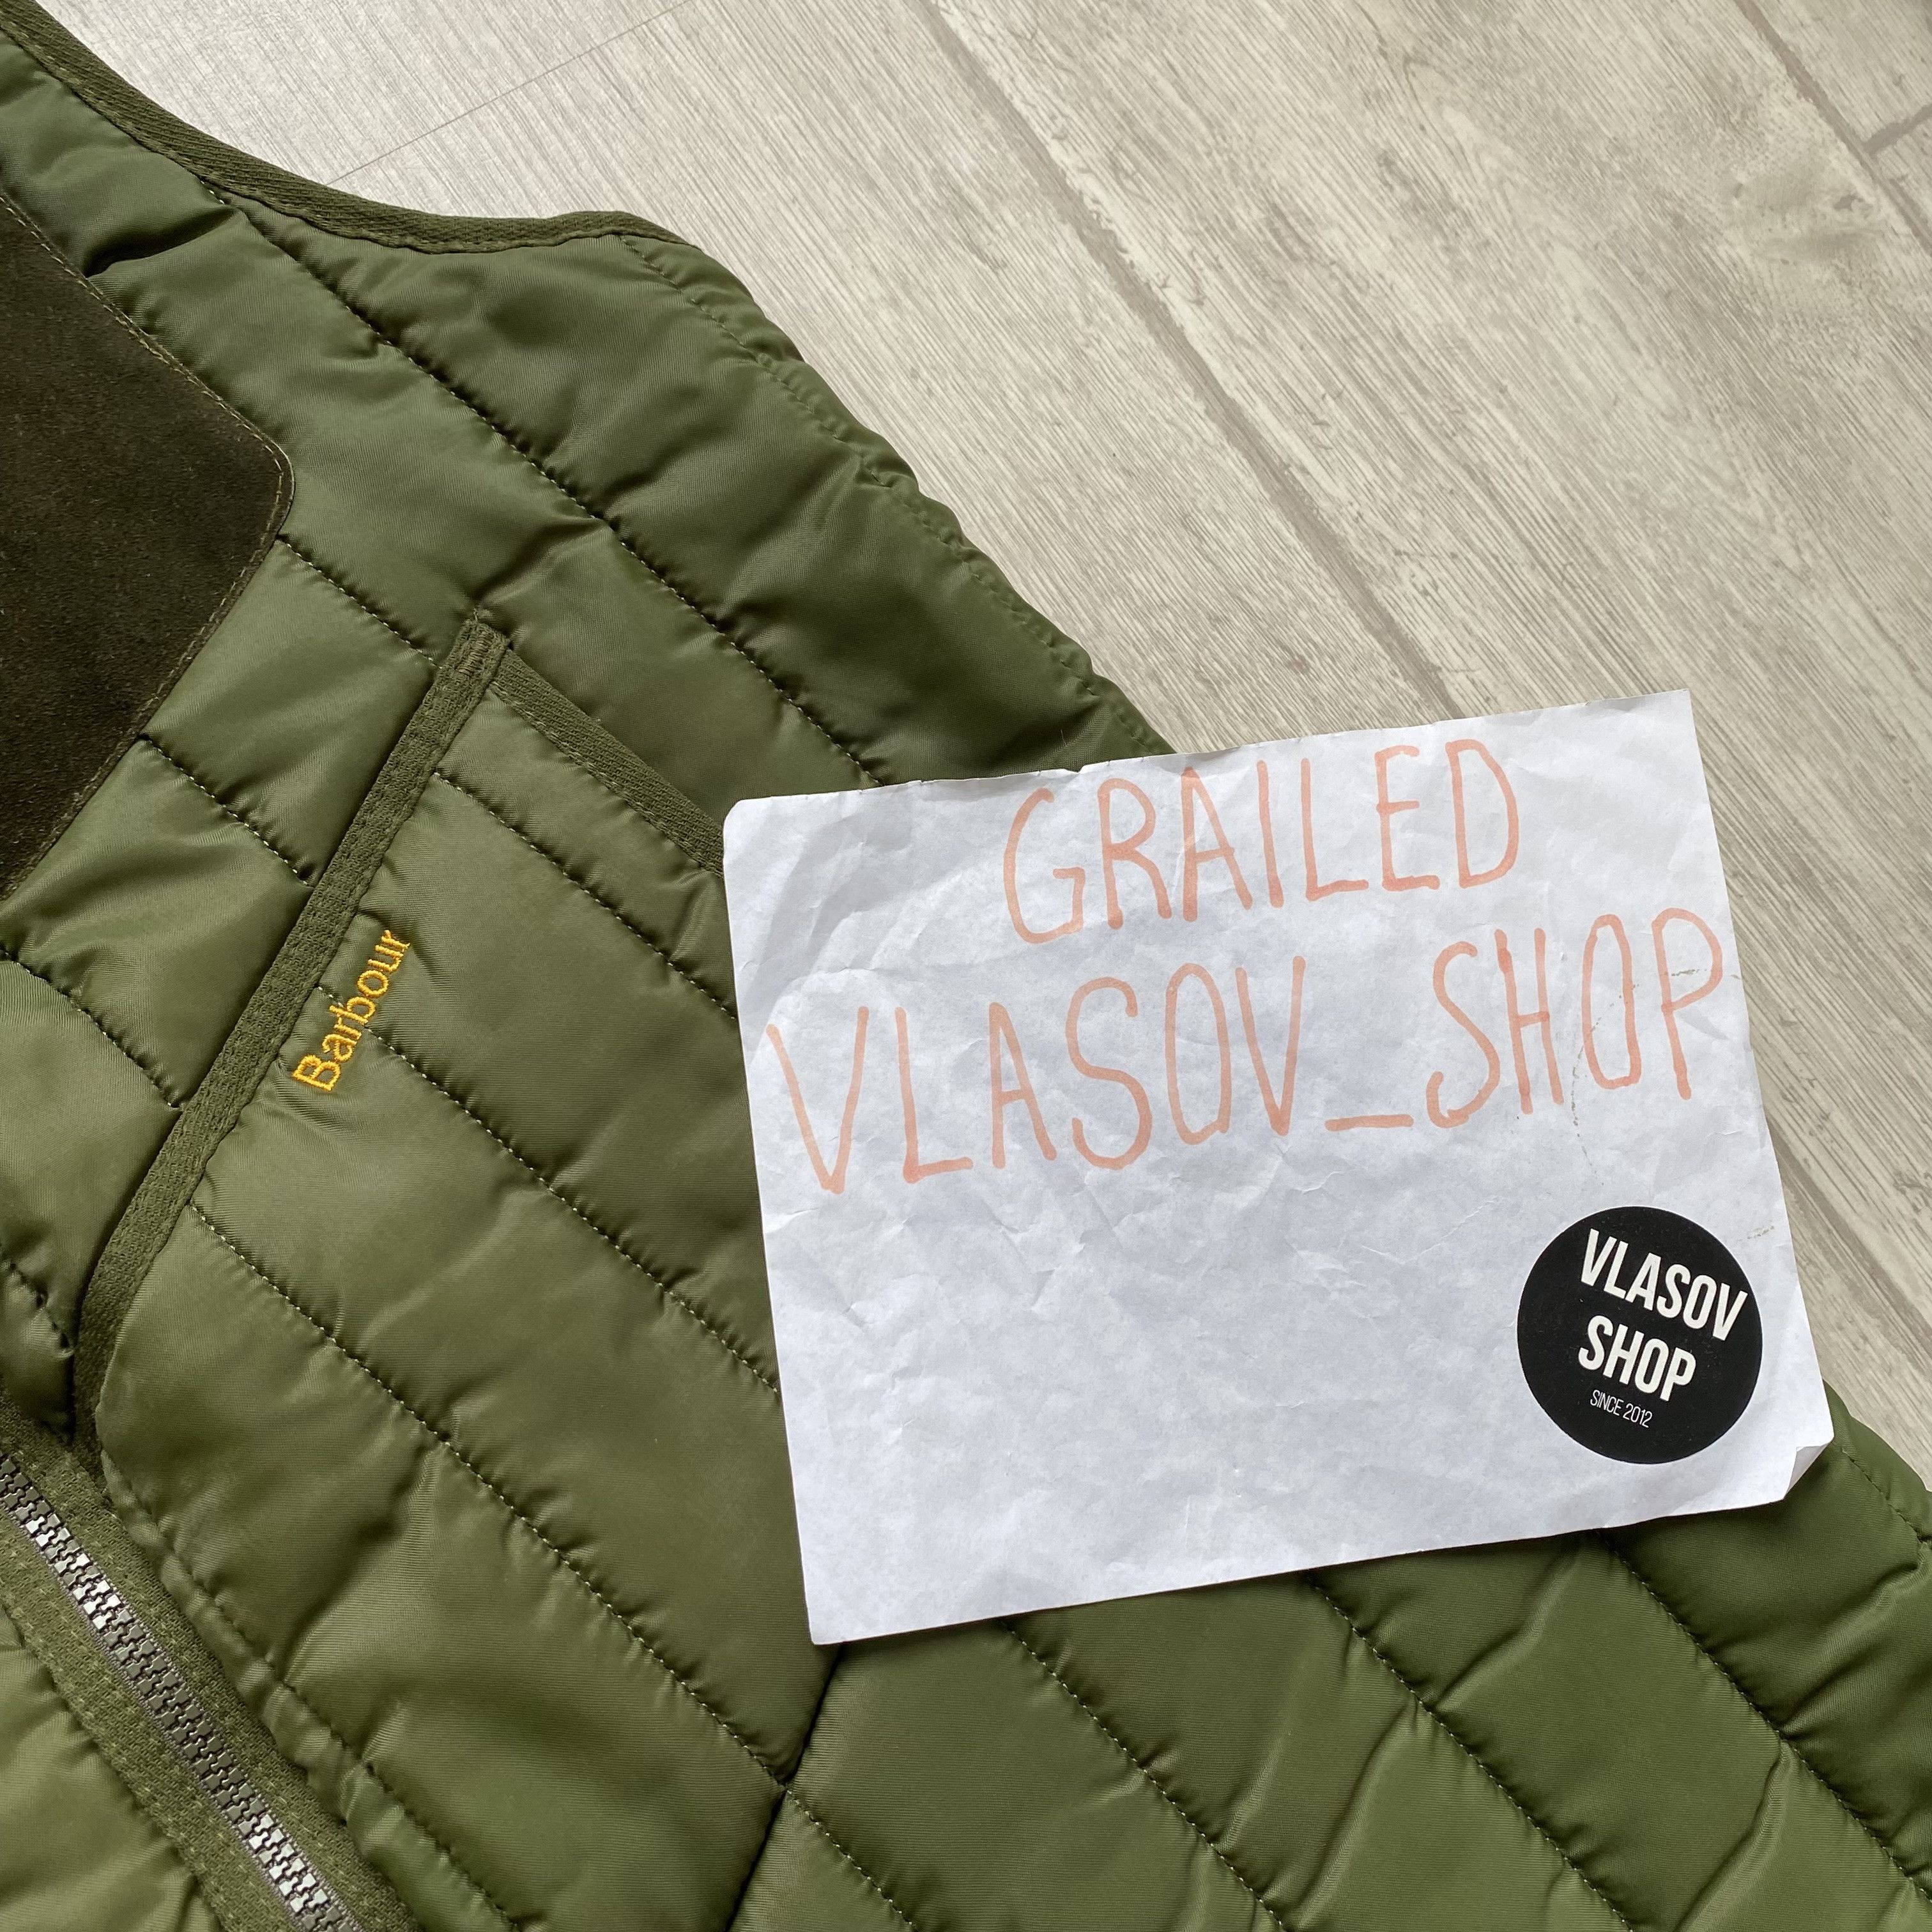 Barbour
GRAILED
VLASOV_SHOP
VLASOV
SHOP
SINCE 2012